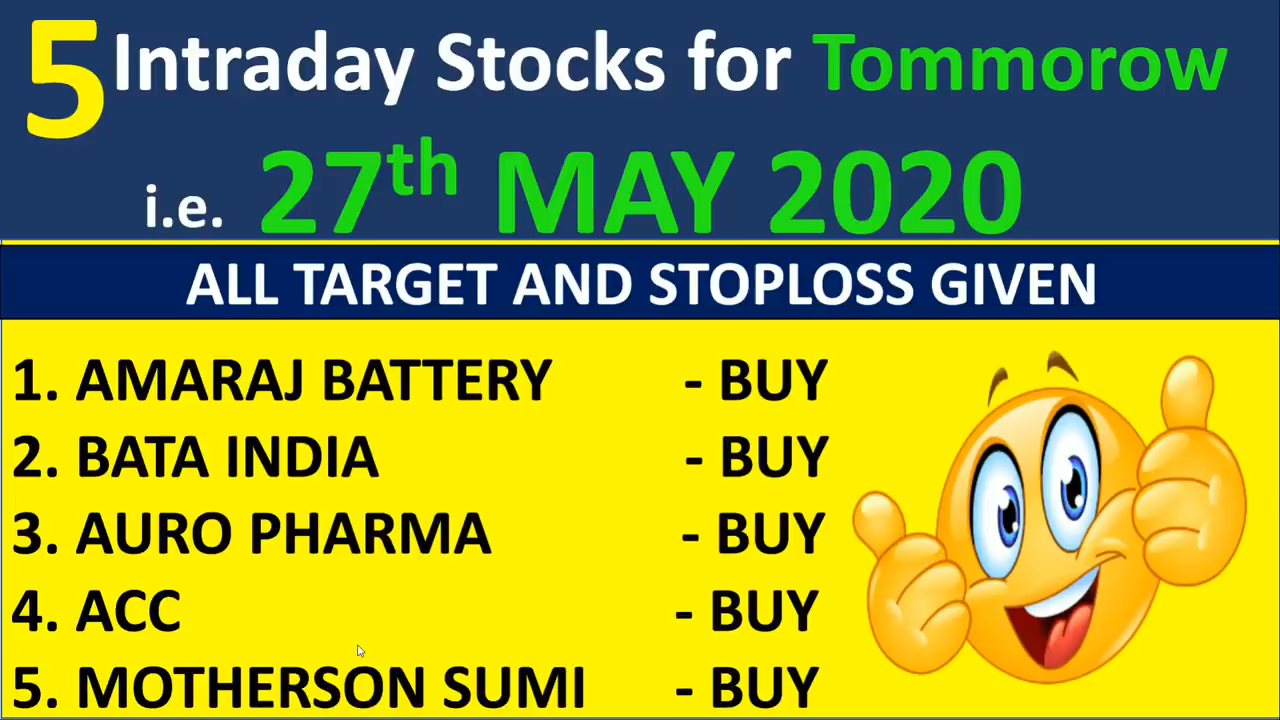 5 Intraday Stocks for Tommorow
i.e. 27th MAY 2020
ALL TARGET AND STOPLOSS GIVEN
1. AMARAJ BATTERY - BUY
2. BATA INDIA - BUY
3. AURO PHARMA - BUY
4. ACC - BUY
5. MOTHERSON SUMI - BUY